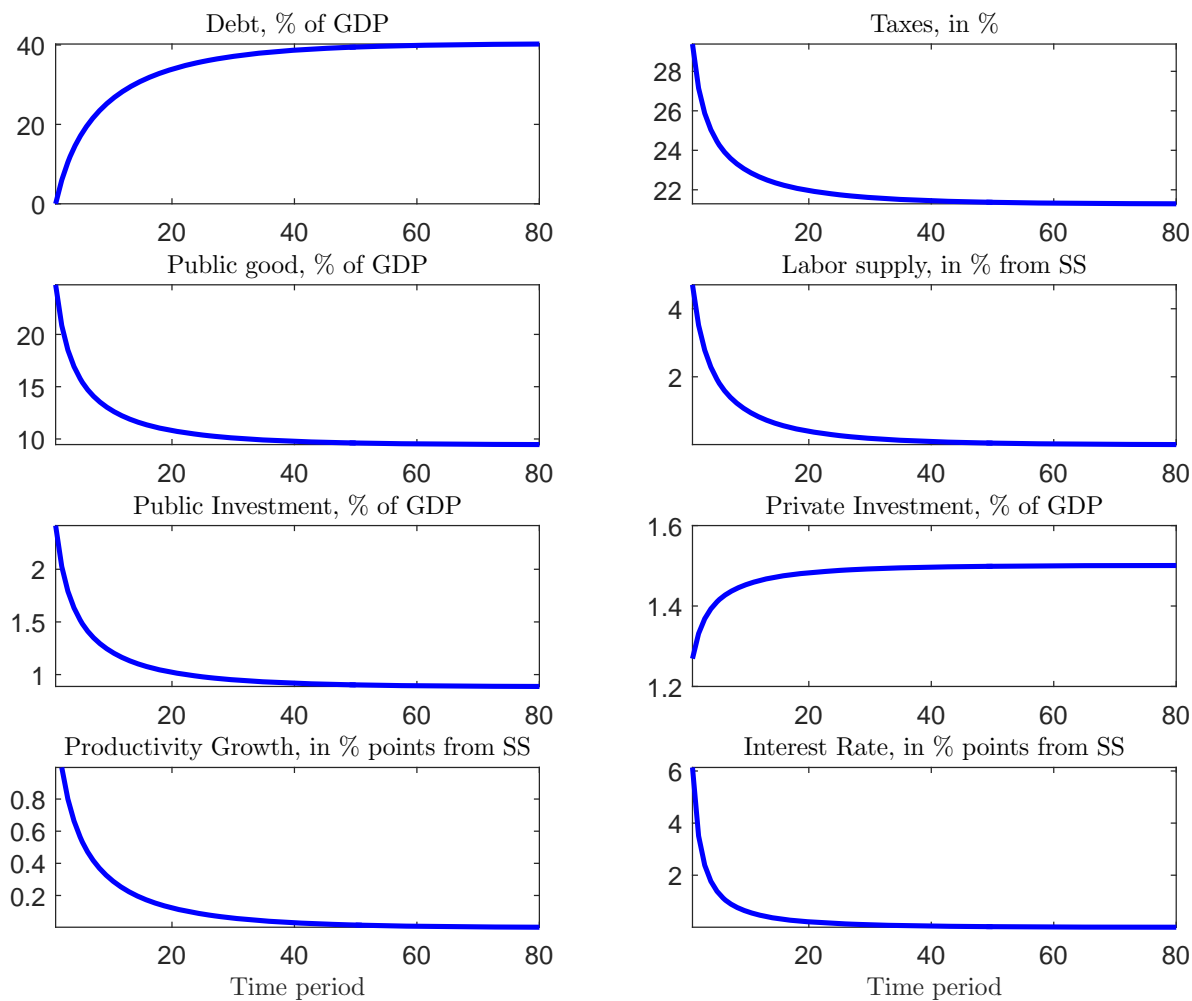 Debt, % of GDP
40
20
0
20 40 60 80
Taxes, in %
28
26
24
22
20 40 60 80
Public good, % of GDP
20
15
10
20 40 60 80
Labor supply, in % from SS
4
2
20 40 60 80
Public Investment, % of GDP
2
1.5
1
20 40 60 80
Private Investment, % of GDP
1.6
1.4
1.2
20 40 60 80
Productivity Growth, in % points from SS
0.8
0.6
0.4
0.2
20 40 60 80
Time period
Interest Rate, in % points from SS
6
4
2
20 40 60 80
Time period